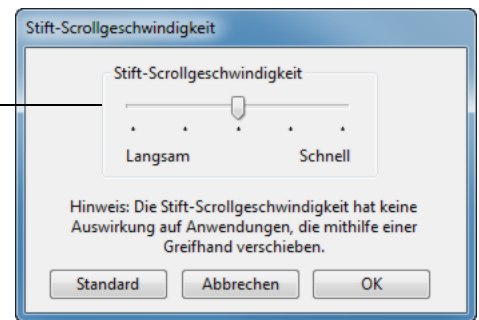 Stift-Scrollgeschwindigkeit
Stift-Scrollgeschwindigkeit
Langsam Schnell
Hinweis: Die Stift-Scrollgeschwindigkeit hat keine
Auswirkung auf Anwendungen, die mithilfe einer
Greifhand verschieben.
Standard Abbrechen OK